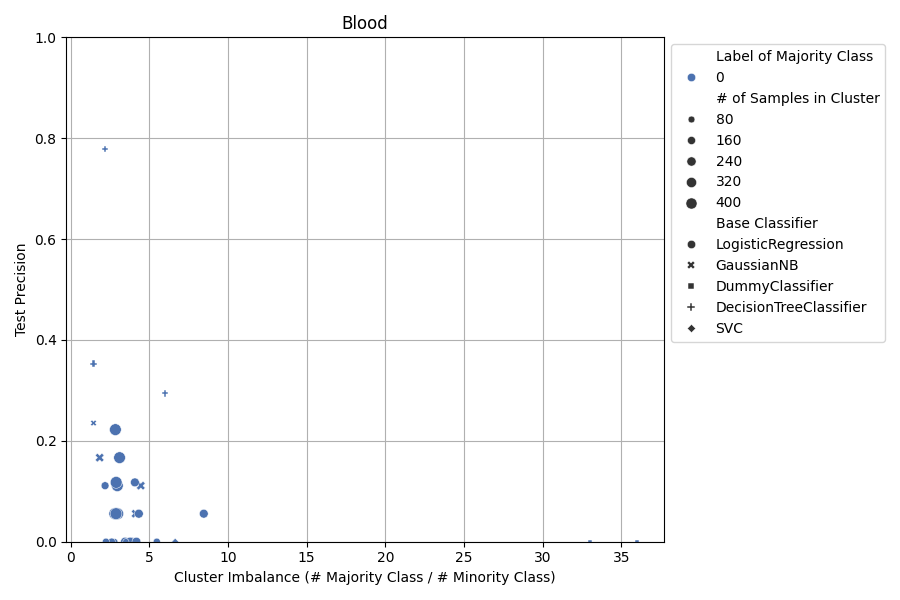 Blood
1.0
0.8
0.6
0.4
0.2
0.0
Test Precision
0
5
10
15
20
25
30
35
Cluster Imbalance (# Majority Class / # Minority Class)
Label of Majority Class
0
# of Samples in Cluster
80
160
240
320
400
Base Classifier
LogisticRegression
GaussianNB
DummyClassifier
DecisionTreeClassifier
SVC